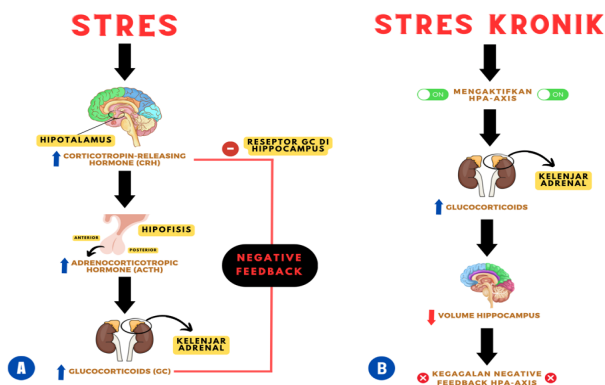 STRES
HIPOTALAMUS
CORTICOTROPIN-RELEASING
HORMONE (CRH)
RESEPTOR GC DI
HIPPOCAMPUS
HIPOFISIS
ANTERIOR
POSTERIOR
ADRENOCORTICOTROPIC
HORMONE (ACTH)
NEGATIVE
FEEDBACK
KELENJAR
ADRENAL
GLUCOCORTICOIDS (GC)
A
STRES KRONIK
ON
MENGAKTIFKAN
HPA-AXIS
ON
KELENJAR
ADRENAL
GLUCOCORTICOIDS
VOLUME HIPPOCAMPUS
KEGAGALAN NEGATIVE
FEEDBACK HPA-AXIS
B